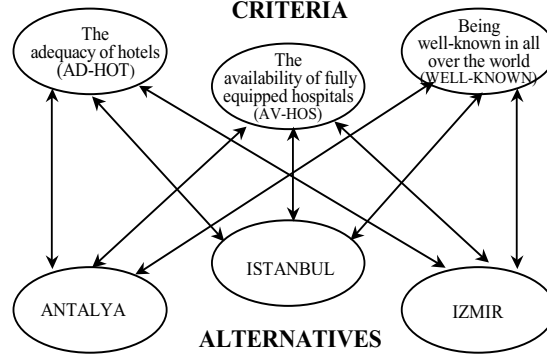 CRITERIA
The
adequacy of hotels
(AD-HOT)
The
availability of fully
equipped hospitals
(AV-HOS)
Being
well-known in all
over the world
(WELL-KNOWN)
ANTALYA
ISTANBUL
IZMIR
ALTERNATIVES